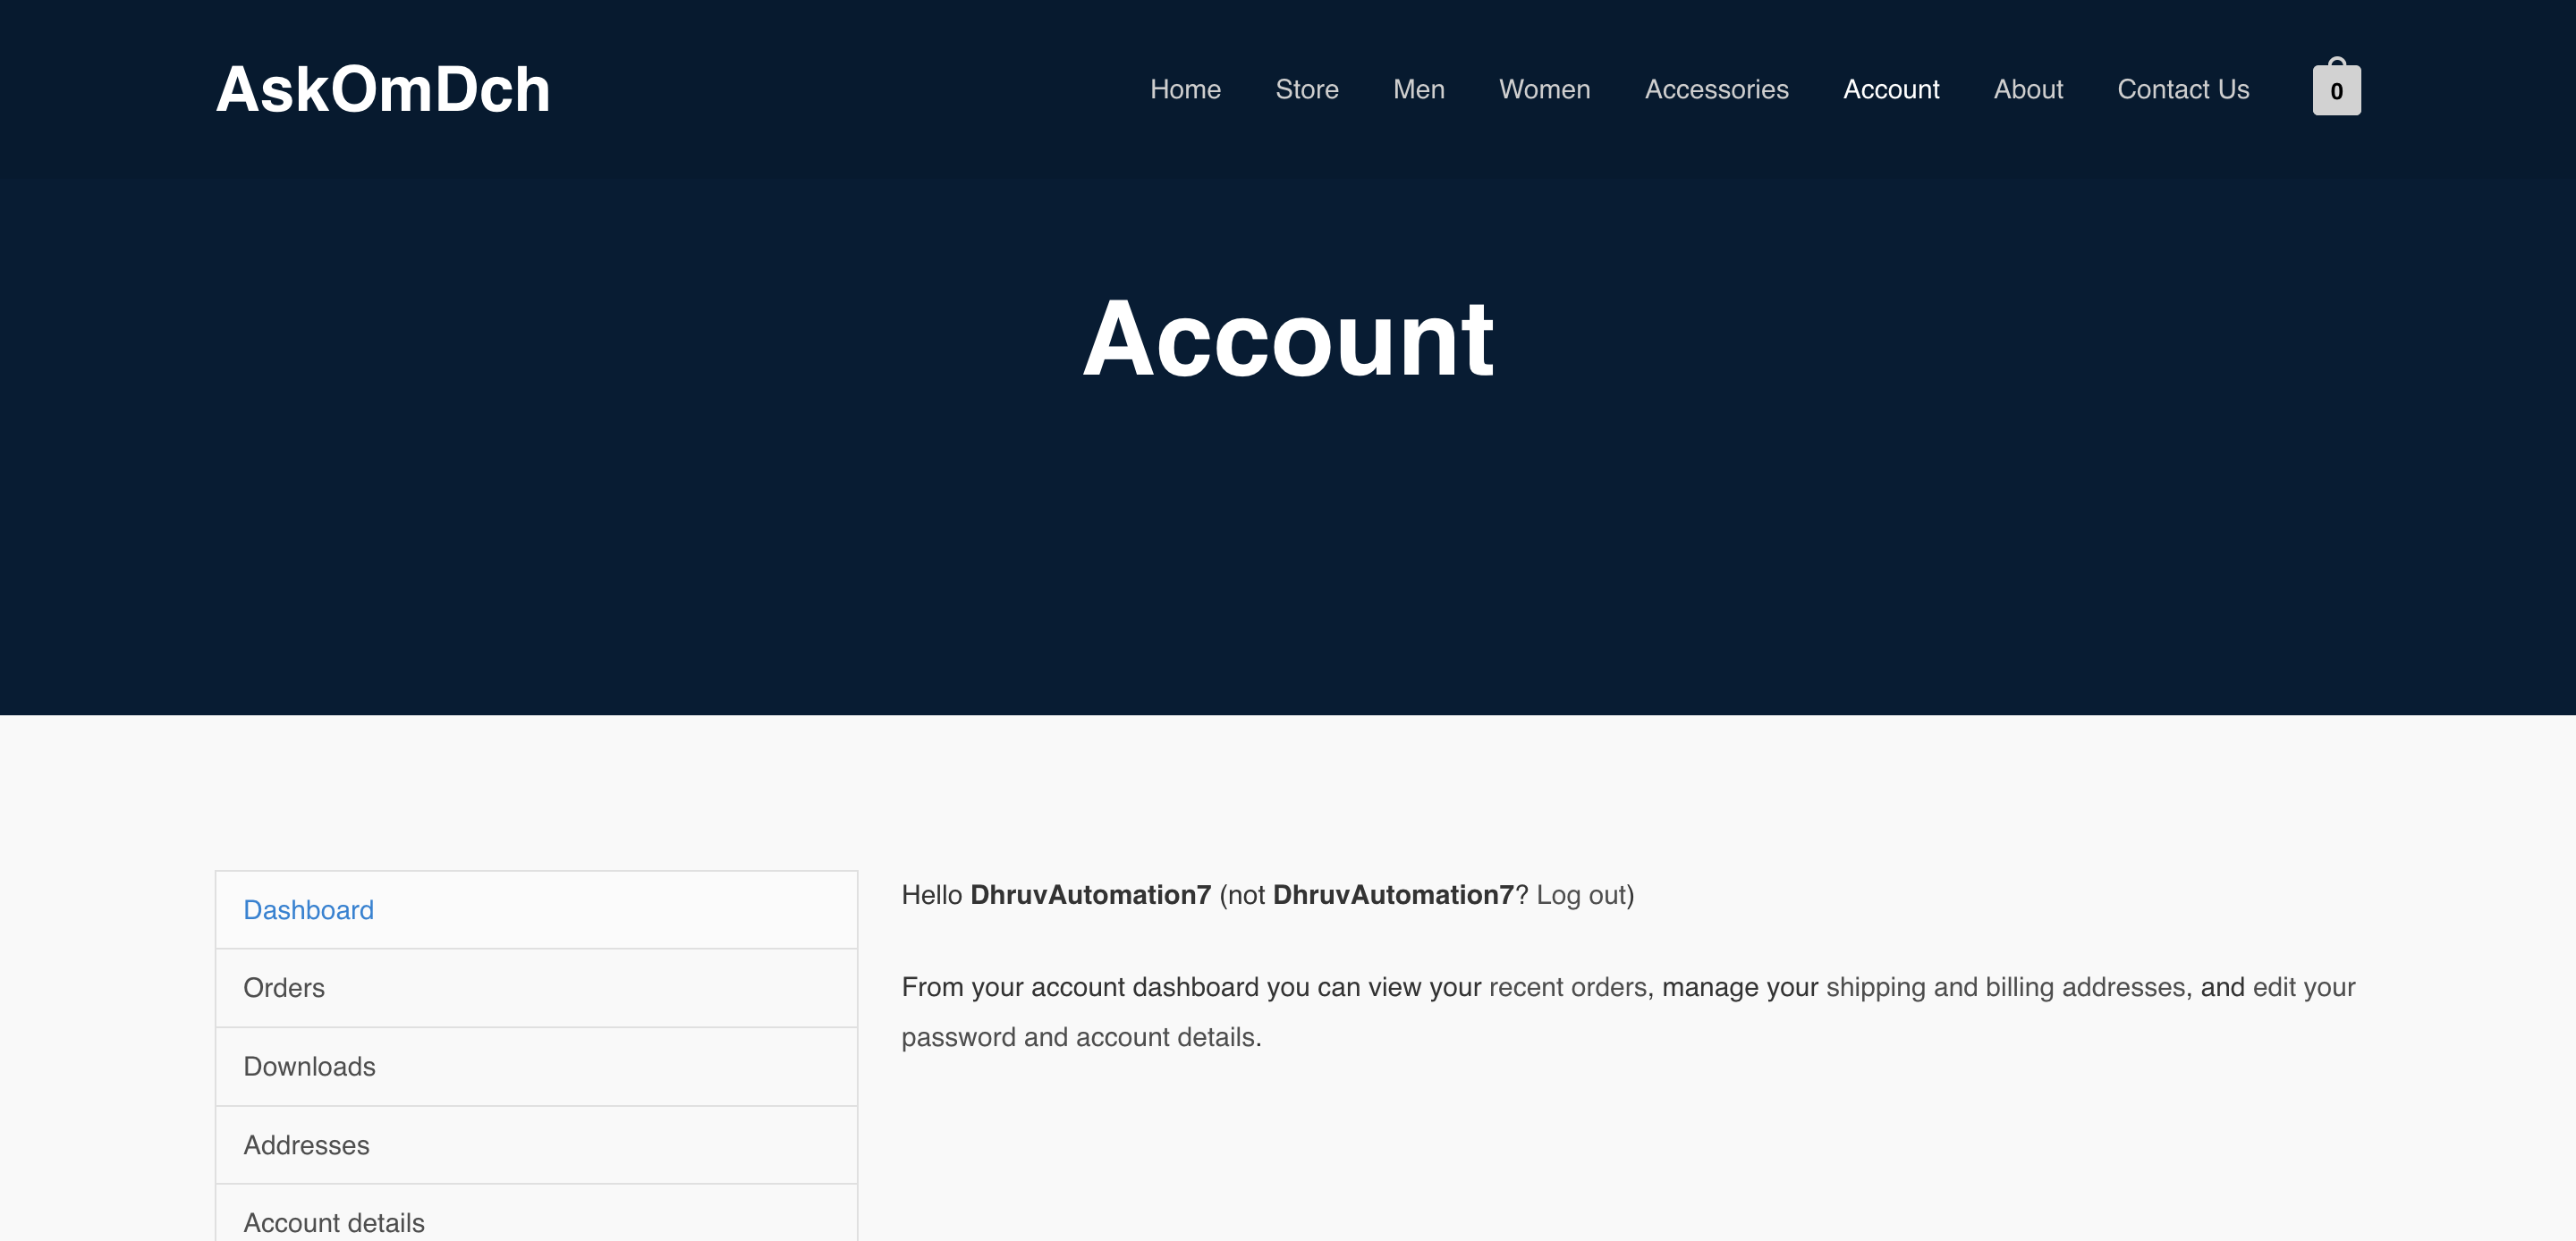 AskOmDch
Home Store Men Women Accessories Account About Contact Us 0
Account
Dashboard
Orders
Downloads
Addresses
Account details
Hello DhruvAutomation7 (not DhruvAutomation7? Log out)
From your account dashboard you can view your recent orders, manage your shipping and billing addresses, and edit your
password and account details.